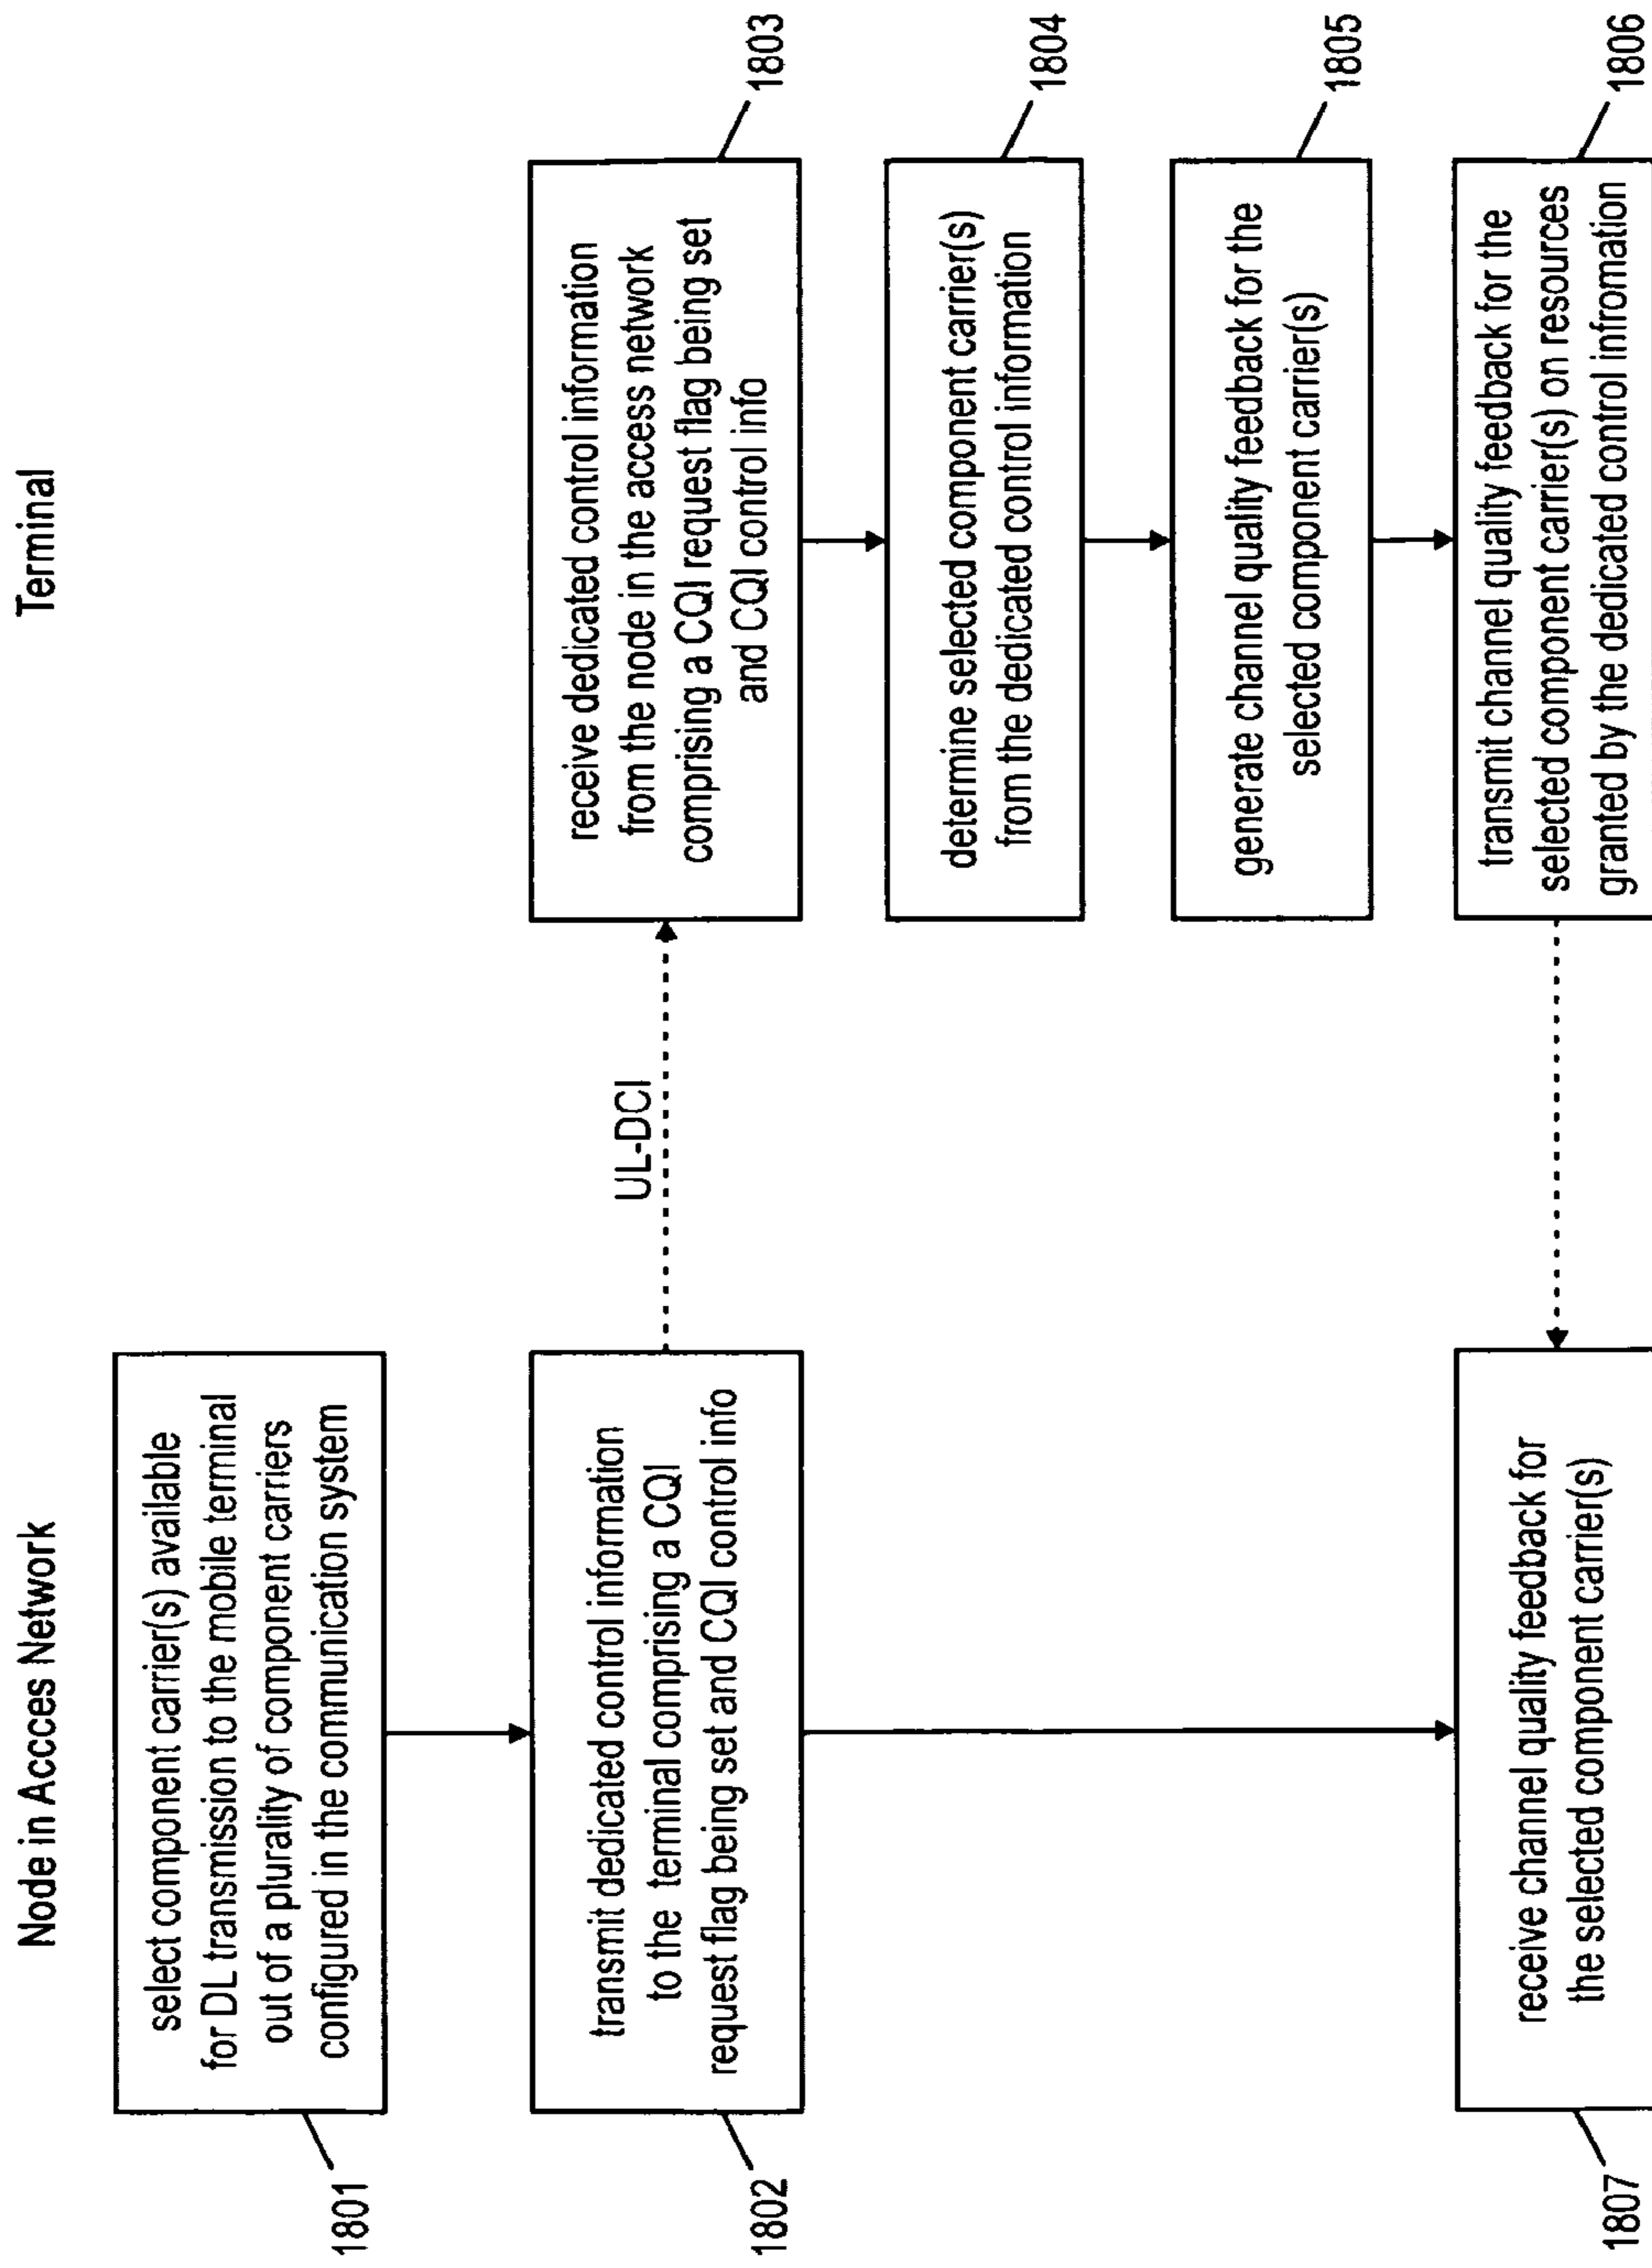 Node in Acces Network
Terminal
select component carrier(s) available
for DL transmission to the mobile terminal
out of a plurality of component carriers
configured in the communication system
1801
transmit dedicated control information
to the terminal comprising a CQI
request flag being set and CQI control info
1802
UL-DCI
receive dedicated control information
from the node in the access network
comprising a CQI request flag being set
and CQI control info
1803
determine selected component carrier(s)
from the dedicated control information
1804
generate channel quality feedback for the
selected component carrier(s)
1805
transmit channel quality feedback for the
selected component carrier(s) on resources
granted by the dedicated control infromation
1806
receive channel quality feedback for
the selected component carrier(s)
1807